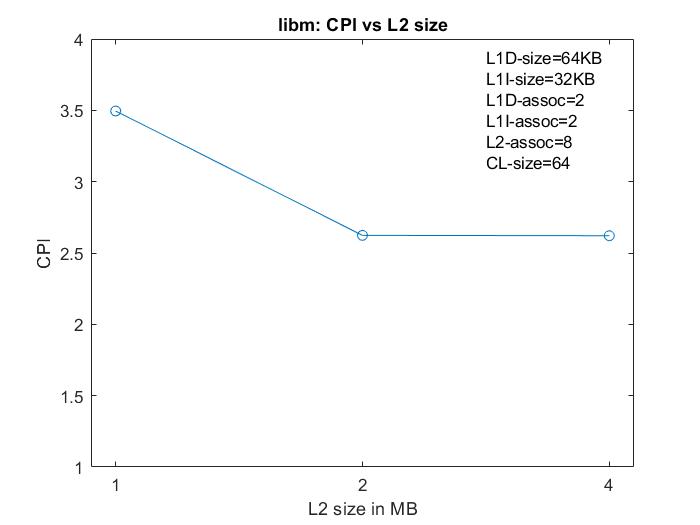 libm: CPI vs L2 size
4
3.5
3
2.5
2
1.5
1
CPI
L1D-size=64KB
L1I-size=32KB
L1D-assoc=2
L1I-assoc=2
L2-assoc=8
CL-size=64
1 2 4
L2 size in MB